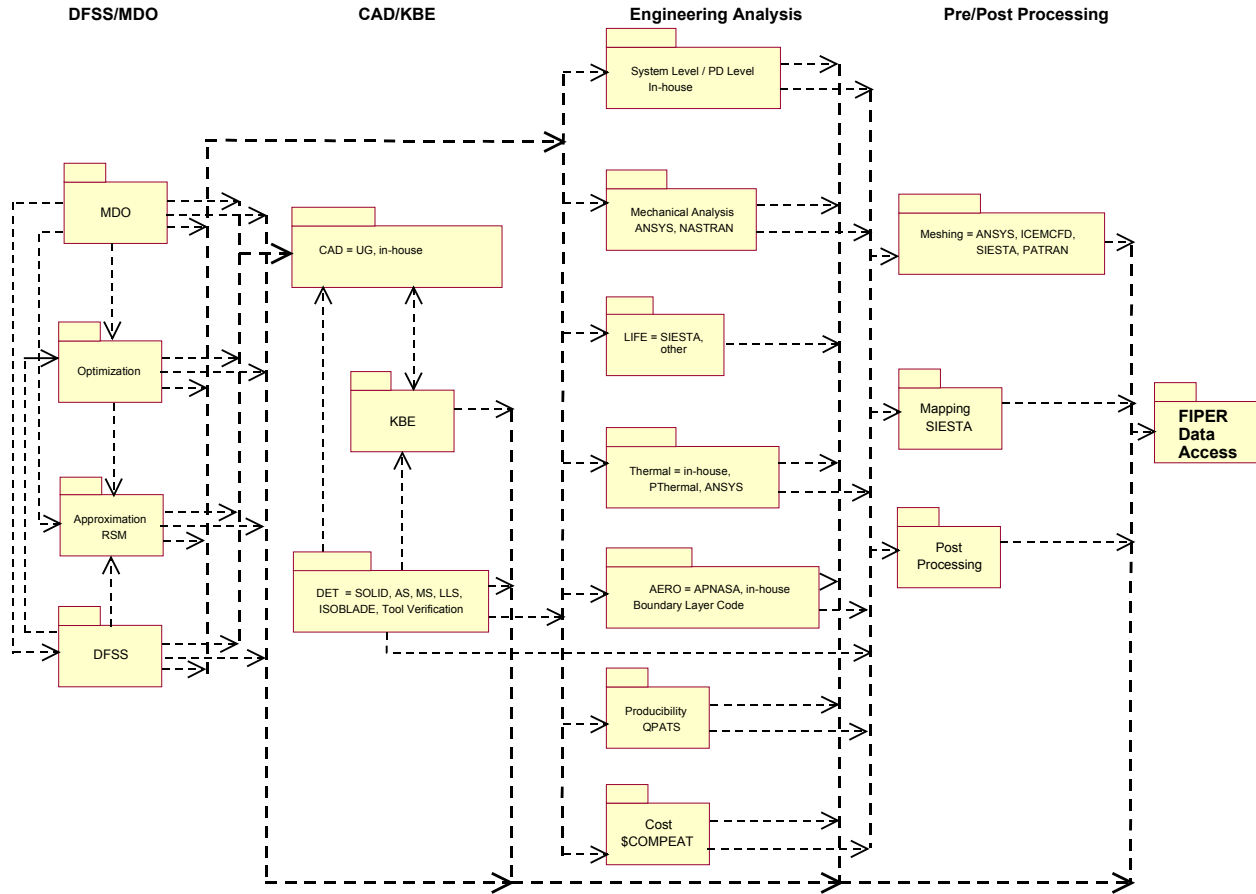 DFSS/MDO
CAD/KBE
Engineering Analysis
Pre/Post Processing
MDO
Optimization
Approximation
RSM
DFSS
CAD = UG, in-house
KBE
DET = SOLID, AS, MS, LLS,
ISOBLADE, Tool Verification
System Level / PD Level
In-house
Mechanical Analysis
ANSYS, NASTRAN
LIFE = SIESTA,
other
Thermal = in-house,
PThermal, ANSYS
AERO = APNASA, in-house
Boundary Layer Code
Producibility
QPATS
Cost
$COMPEAT
Meshing = ANSYS, ICEMCFD,
SIESTA, PATRAN
Mapping
SIESTA
Post
Processing
FIPER
Data
Access